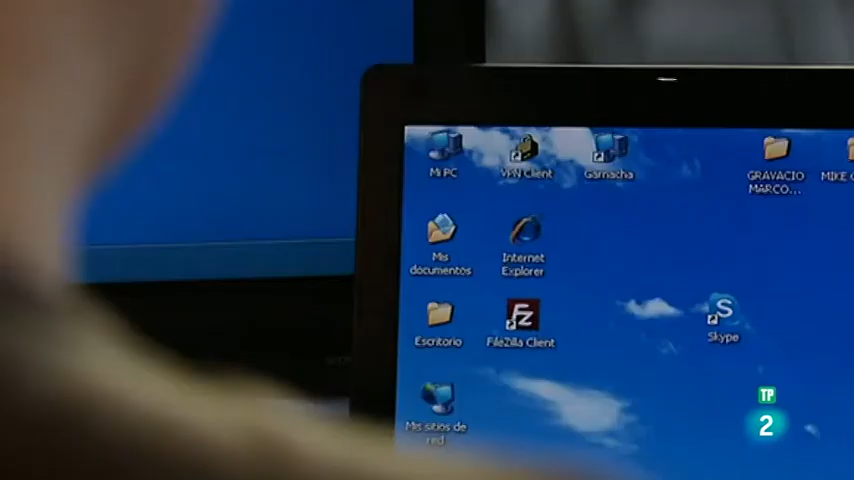 Mi PC
VPN Client
Garnacha
GRAVACIO
MARCO...
MIKE
Mis
documentos
Internet
Explorer
Escritorio
FZ
FileZilla Client
S
Skype
Mis sitios de
red
TP
2